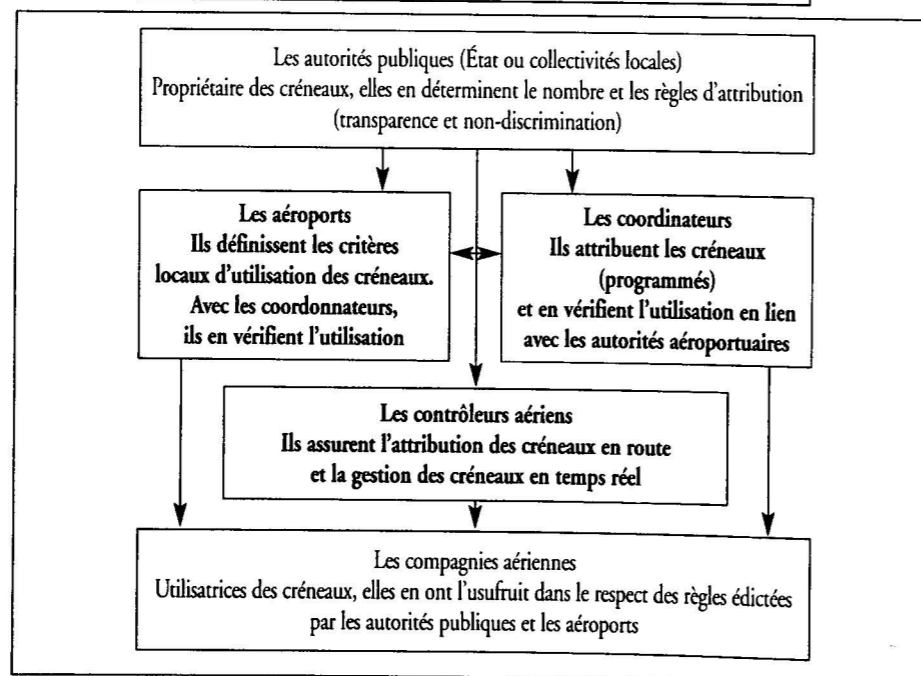 Les autorités publiques (État ou collectivités locales)
Propriétaire des créneaux, elles en déterminent le nombre et les règles d'attribution
(transparence et non-discrimination)
Les aéroports
Ils définissent les critères
locaux d'utilisation des créneaux.
Avec les coordonnateurs,
ils en vérifient l'utilisation
Les coordinateurs
Ils attribuent les créneaux
(programmés)
et en vérifient l'utilisation en lien
avec les autorités aéroportuaires
Les contrôleurs aériens
Ils assurent l'attribution des créneaux en route
et la gestion des créneaux en temps réel
Les compagnies aériennes
Utilisatrices des créneaux, elles en ont l'usufruit dans le respect des règles édictées
par les autorités publiques et les aéroports